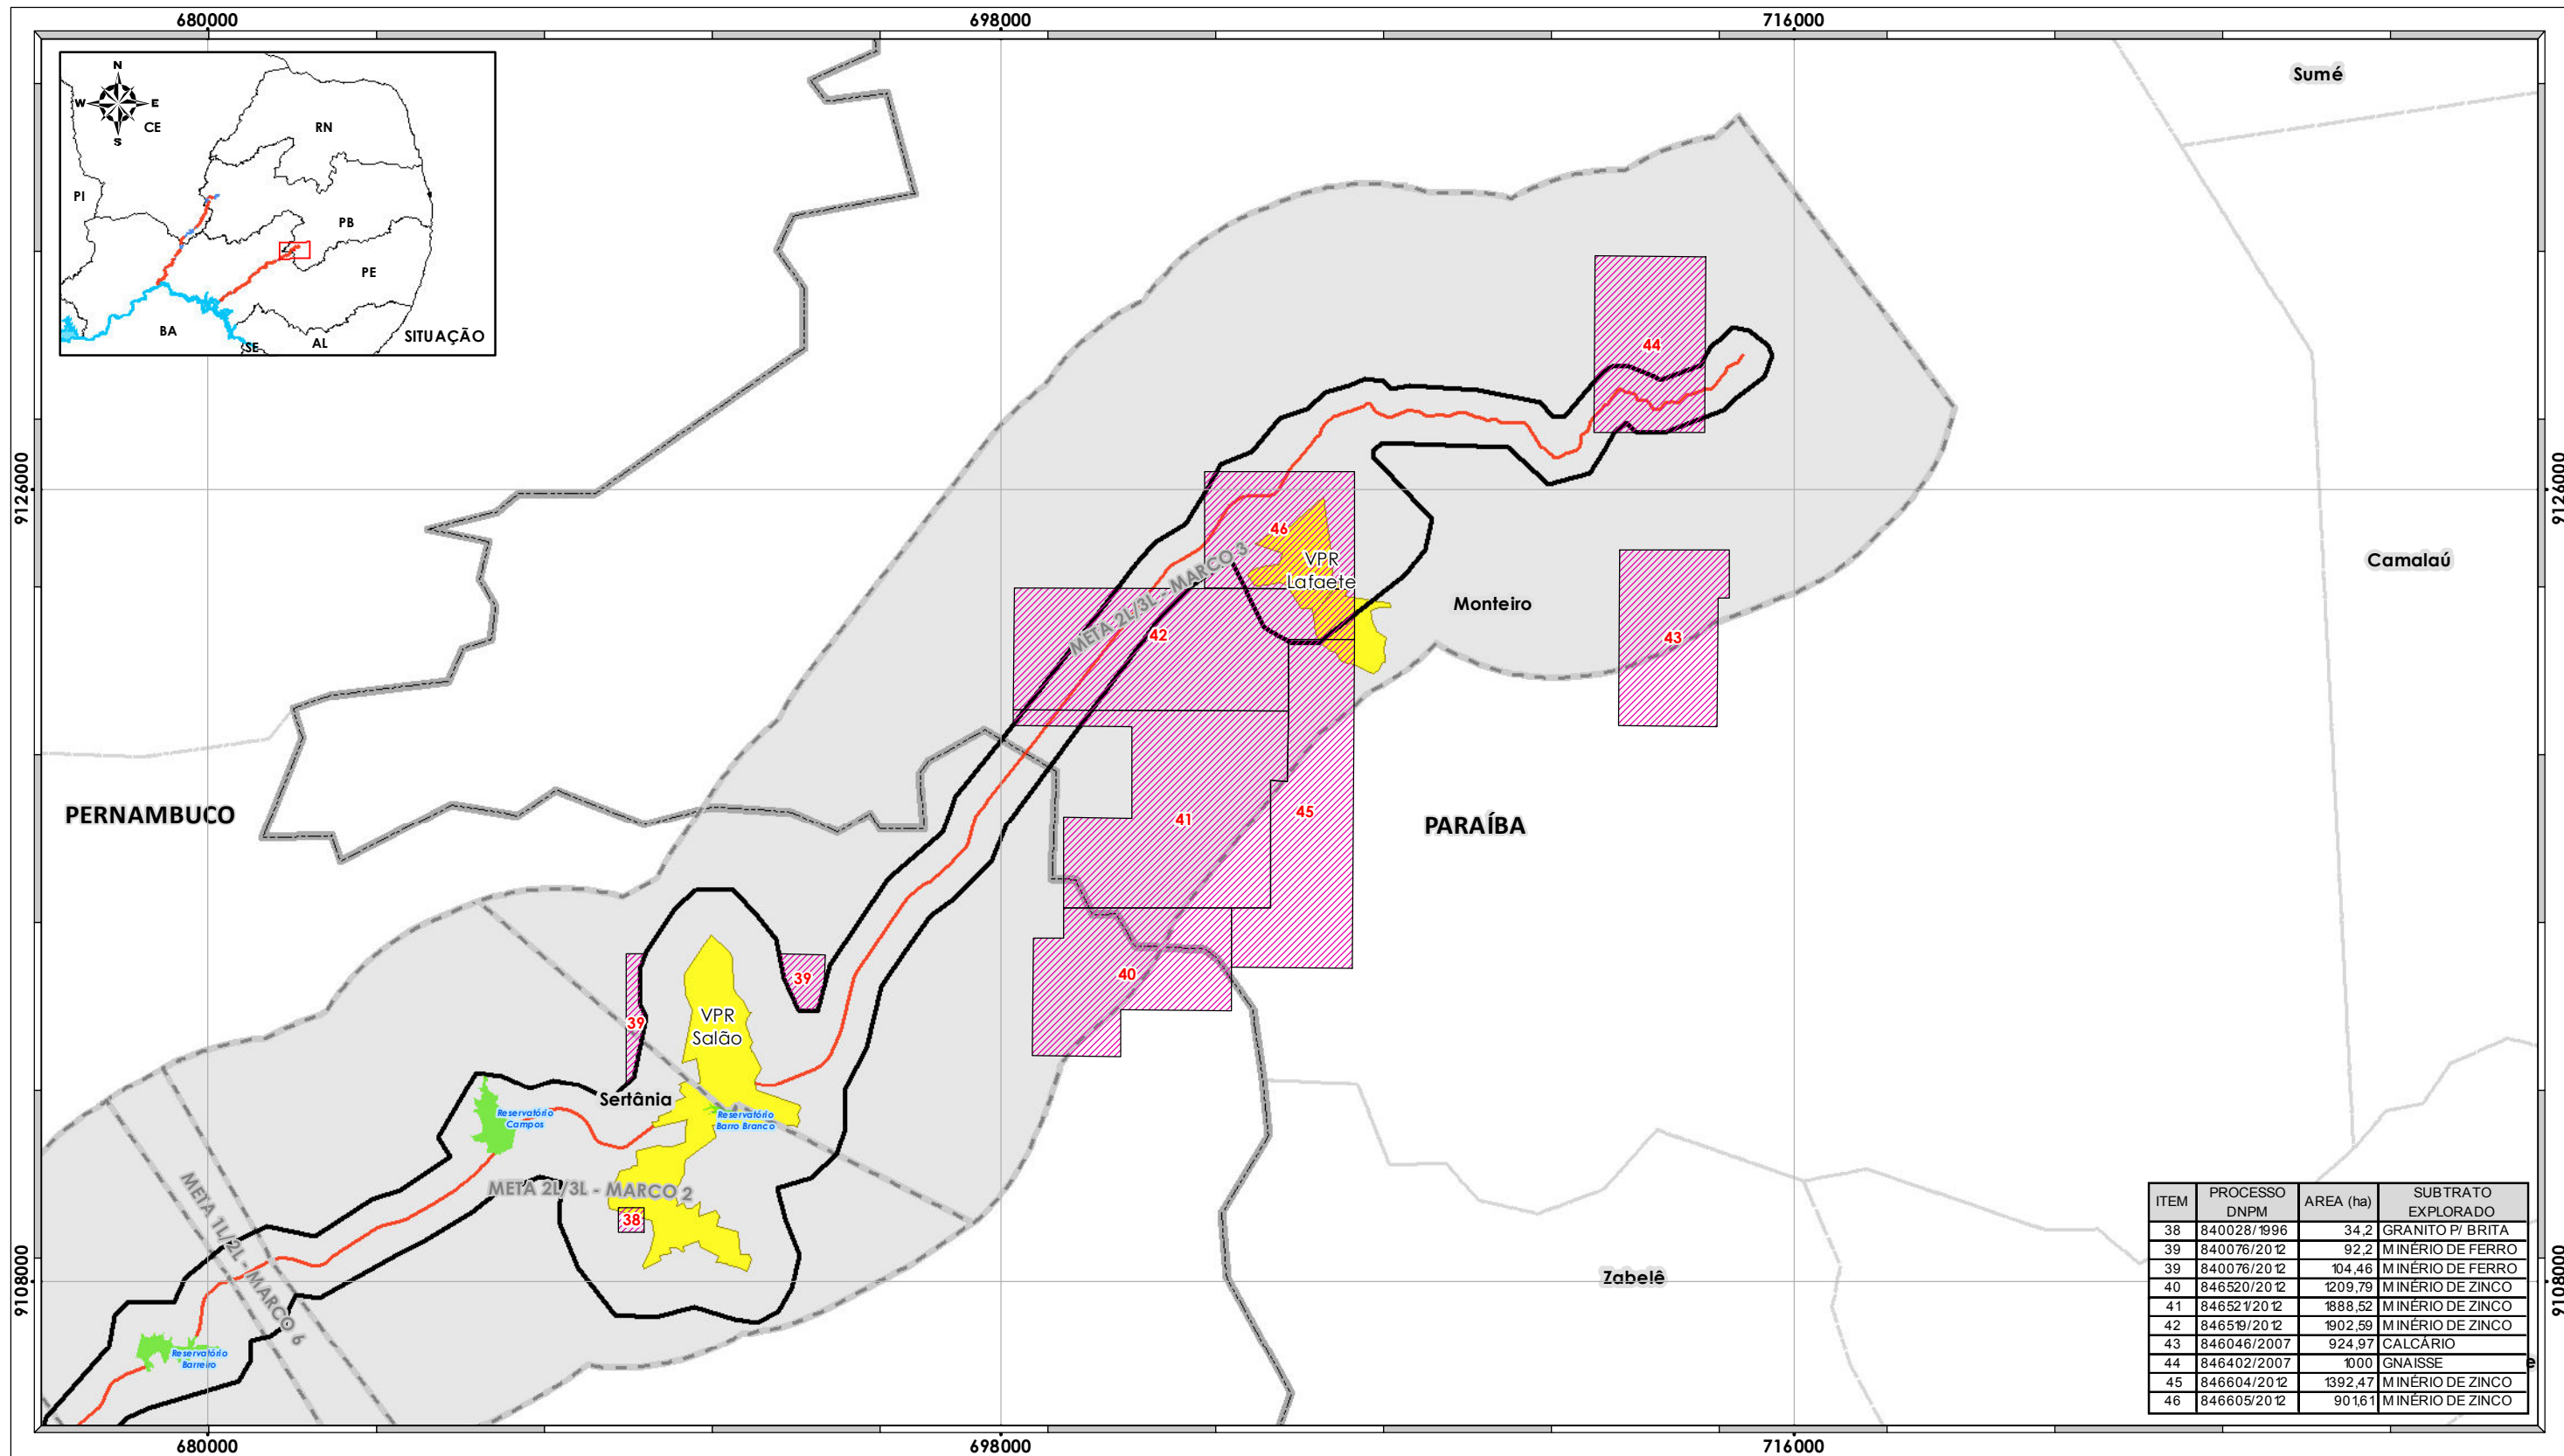 680000
698000
716000
N
W
E
S
CE
RN
PI
PB
PE
BA
SE
AL
SITUAÇÃO
Sumé
44
9126000
9126000
46
VPR
Lafaete
Camalaú
Monteiro
META 2L/3L - MARCO 3
42
43
PERNAMBUCO
41
45
PARAÍBA
40
39
39
VPR
Salão
Sertânia
Reservatório
Campos
Reservatório
Barro Branco
META 2L/3L - MARCO 2
38
META 1L/2L - MARCO 6
Reservatório
Barreiro
Zabelê
9108000
9108000
ITEM PROCESSO DNPM AREA (ha) SUBTRATO EXPLORADO
38 840028/1996 34,2 GRANITO P/ BRITA
39 840076/2012 92,2 MINÉRIO DE FERRO
39 840076/2012 104,46 MINÉRIO DE FERRO
40 846520/2012 1209,79 MINÉRIO DE ZINCO
41 846521/2012 1888,52 MINÉRIO DE ZINCO
42 846519/2012 1902,59 MINÉRIO DE ZINCO
43 846046/2007 924,97 CALCÁRIO
44 846402/2007 1000 GNAISSE
45 846604/2012 1392,47 MINÉRIO DE ZINCO
46 846605/2012 901,61 MINÉRIO DE ZINCO
680000
698000
716000